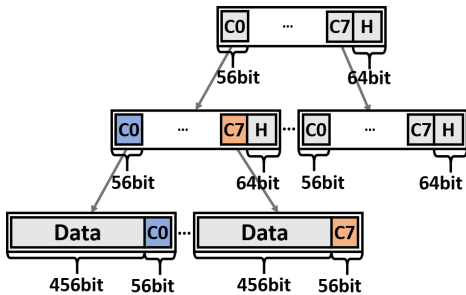 C0 ... C7 H
56bit 64bit
C0 ... C7 H ... C0 ... C7 H
56bit 64bit 56bit 64bit
Data C0 ... Data C7
456bit 56bit 456bit 56bit